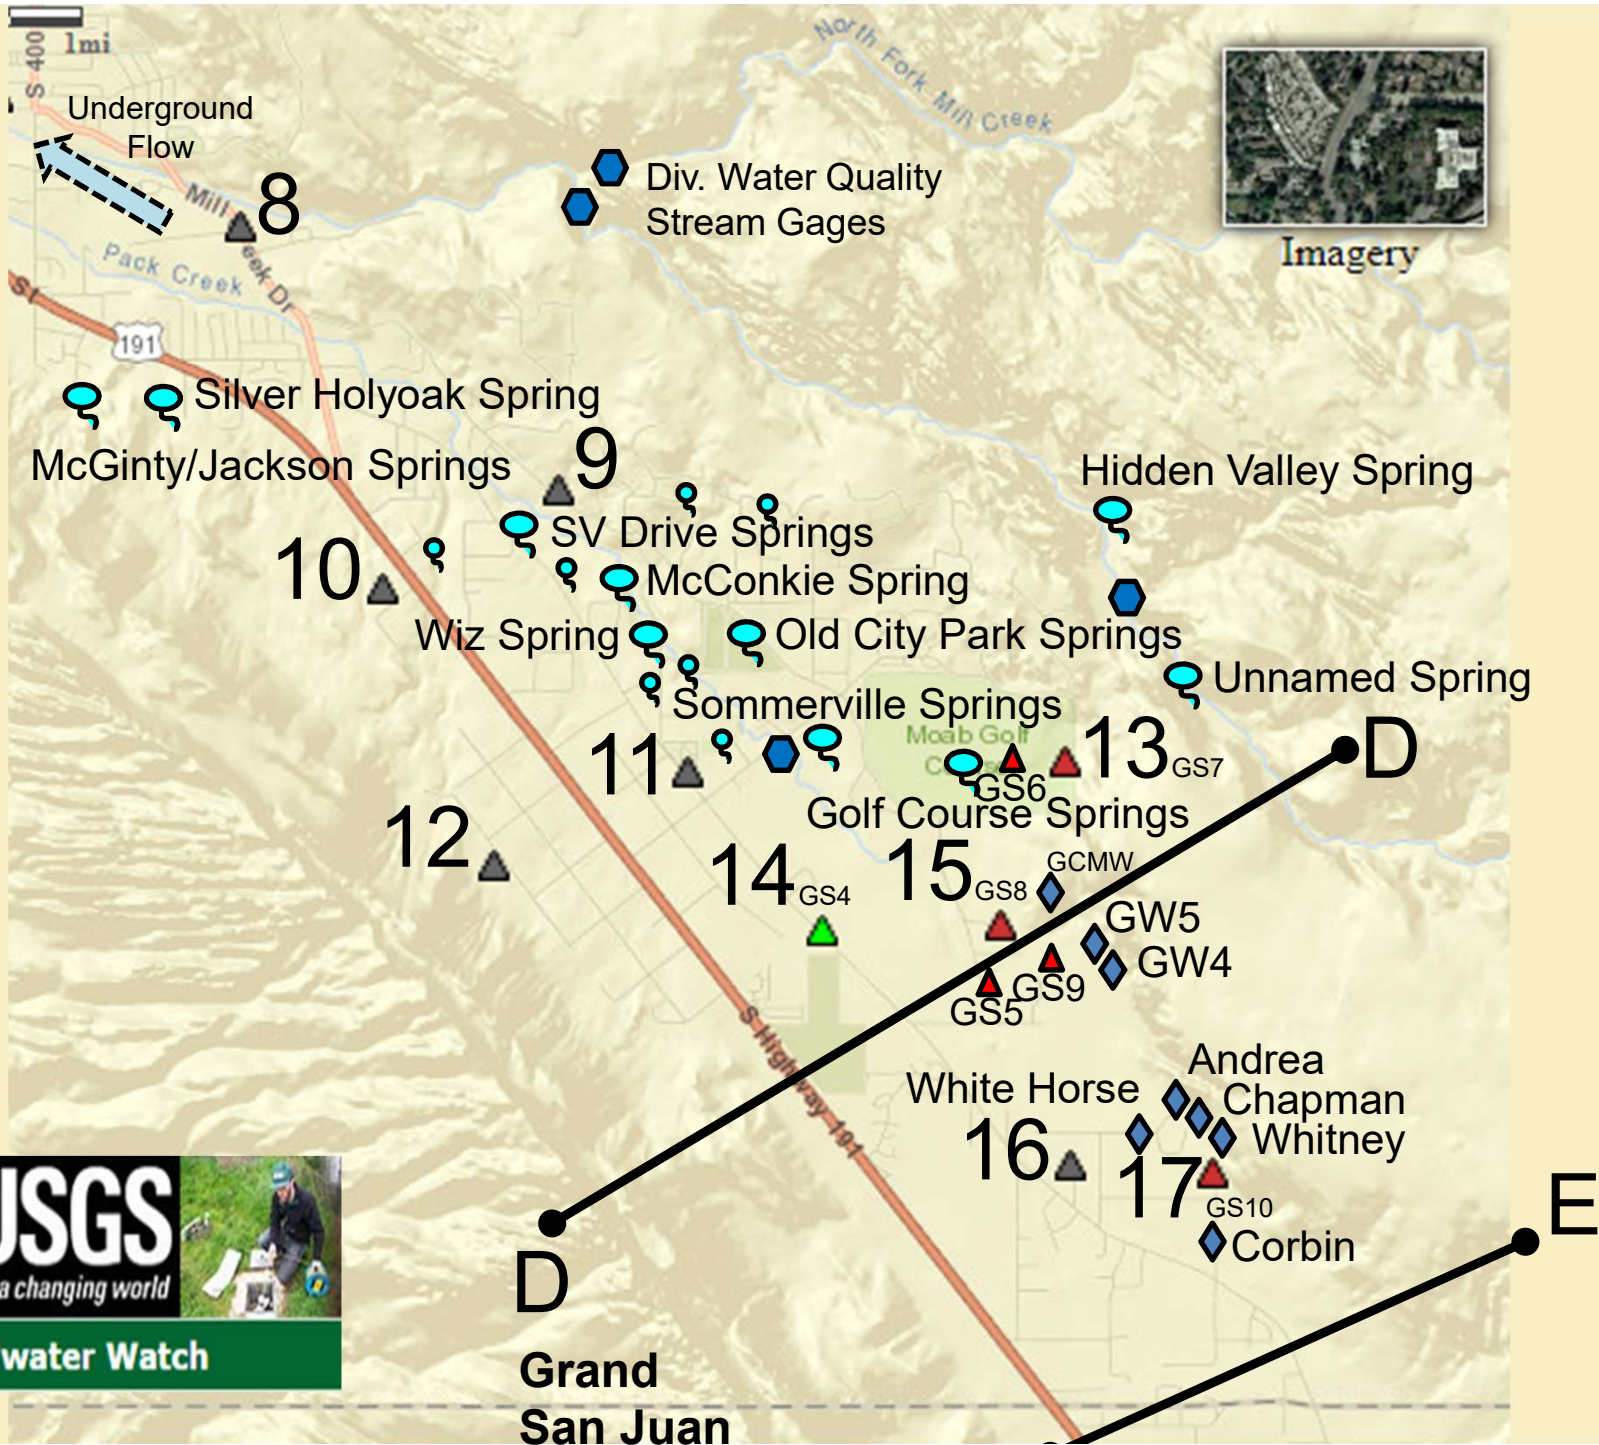 1mi
S 400
North Fork Mill Creek
Underground
Flow
Div. Water Quality
Stream Gages
Imagery
8
Mill
eek Dr
Pack Creek
St
191
Silver Holyoak Spring
McGinty/Jackson Springs
9
Hidden Valley Spring
SV Drive Springs
10
McConkie Spring
Wiz Spring
Old City Park Springs
Unnamed Spring
Sommerville Springs
Moab Golf
11
13
GS7
D
GS6
Golf Course Springs
12
14
GS4
15
GS8
GCMW
GW5
GW4
GS9
GS5
S Highway 191
Andrea
White Horse
Chapman
Whitney
16
17
GS10
Corbin
E
D
USGS
a changing world
water Watch
Grand
San Juan